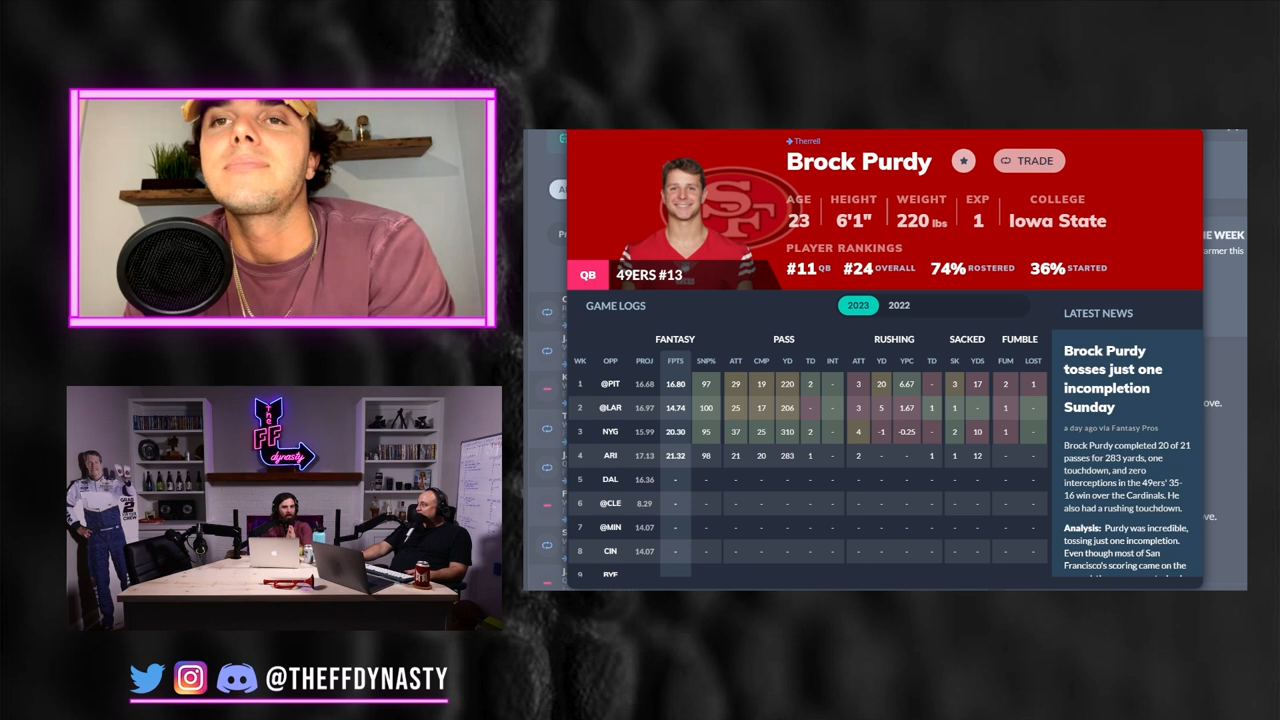 Therrell
Brock Purdy
TRADE
AGE HEIGHT WEIGHT EXP COLLEGE
23 6'1" 220 lbs 1 Iowa State
PLAYER RANKINGS
#11 QB #24 OVERALL 74% ROSTERED 36% STARTED
QB 49ERS #13
SF
E WEEK
armer this
GAME LOGS 2023 2022
FANTASY PASS RUSHING SACKED FUMBLE
WK OPP PROJ FPTS SNP% ATT CMP YD TD INT ATT YD YPC TD SK YDS FUM LOST
1 @PIT 16.68 16.80 97 29 19 220 2 - 3 20 6.67 - 3 17 2 1
2 @LAR 16.97 14.74 100 25 17 206 - - 3 5 1.67 1 1 - 1 -
3 NYG 15.99 20.30 95 37 25 310 2 - 4 -1 -0.25 - 2 10 1 -
4 ARI 17.13 21.32 98 21 20 283 1 - 2 - - 1 1 12 - -
5 DAL 16.36 - - - - - - - - - - - - - - -
6 @CLE 8.29 - - - - - - - - - - - - - - -
7 @MIN 14.07 - - - - - - - - - - - - - - -
8 CIN 14.07 - - - - - - - - - - - - - - -
9 BYE
LATEST NEWS
Brock Purdy
tosses just one
incompletion
Sunday
a day ago via Fantasy Pros
Brock Purdy completed 20 of 21
passes for 283 yards, one
touchdown, and zero
interceptions in the 49ers' 35-
16 win over the Cardinals. He
also had a rushing touchdown.
Analysis: Purdy was incredible,
tossing just one incompletion.
Even though most of San
Francisco's scoring came on the
ove.
ve.
The
FF
dynasty
@THEFFDYNASTY